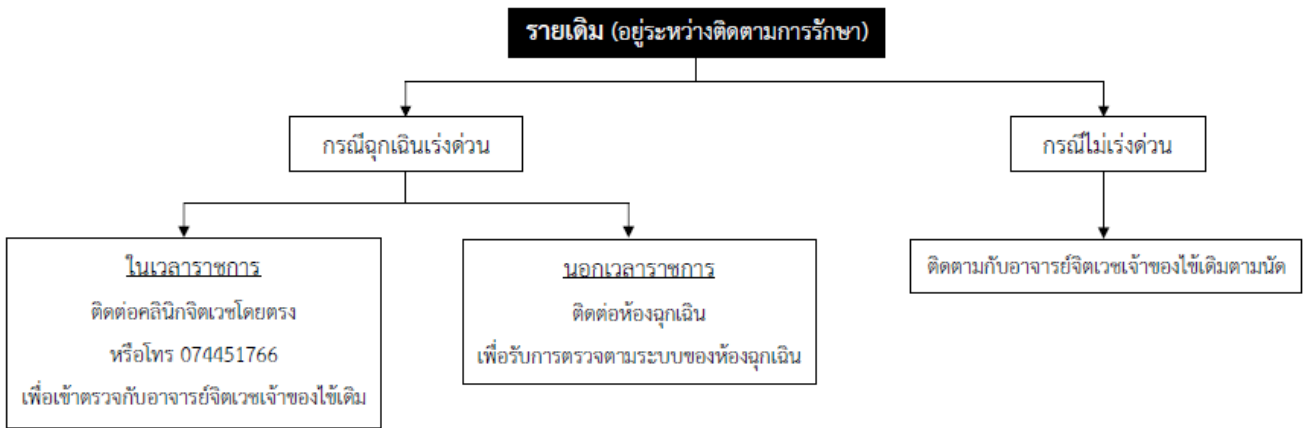 รายเดิม (อยู่ระหว่างติดตามการรักษา)
กรณีฉุกเฉินเร่งด่วน
กรณีไม่เร่งด่วน
ในเวลาราชการ
ติดต่อคลินิกจิตเวชโดยตรง
หรือโทร 074451766
เพื่อเข้าตรวจกับอาจารย์จิตเวชเจ้าของไข้เดิม
นอกเวลาราชการ
ติดต่อห้องฉุกเฉิน
เพื่อรับการตรวจตามระบบของห้องฉุกเฉิน
ติดตามกับอาจารย์จิตเวชเจ้าของไข้เดิมตามนัด